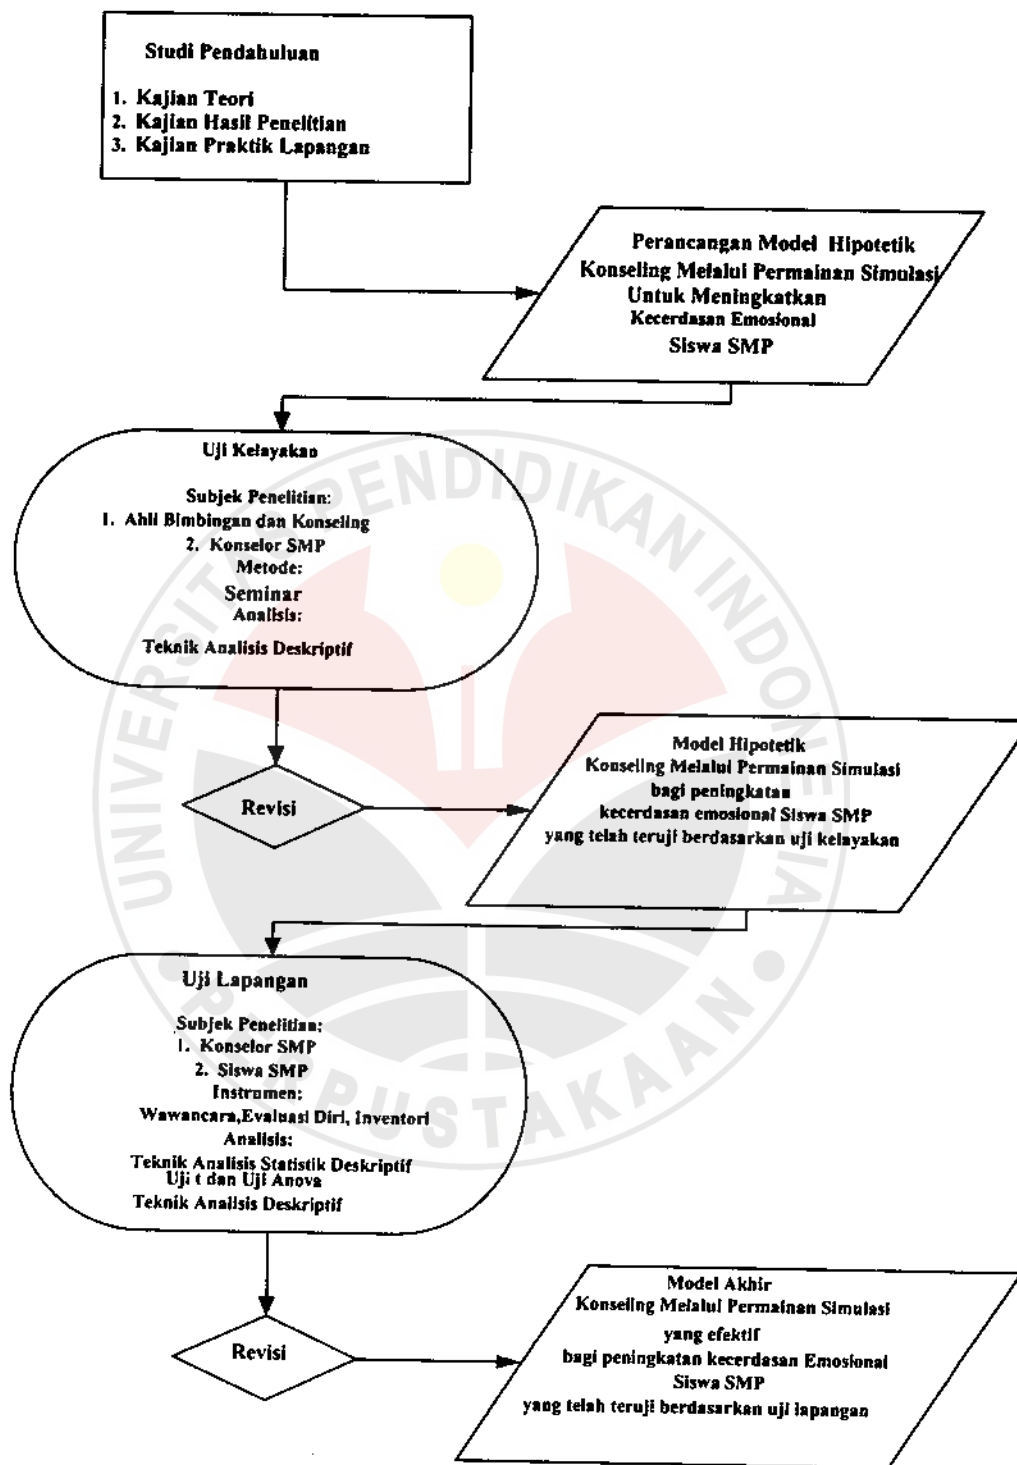 Studi Pendahuluan
1. Kajian Teori
2. Kajian Hasil Penelitian
3. Kajian Praktik Lapangan
Perancangan Model Hipotetik
Konseling Melalui Permainan Simulasi
Untuk Meningkatkan
Kecerdasan Emosional
Siswa SMP
Uji Kelayakan
Subjek Penelitian:
1. Ahli Bimbingan dan Konseling
2. Konselor SMP
Metode:
Seminar
Analisis:
Teknik Analisis Deskriptif
Revisi
Model Hipotetik
Konseling Melalui Permainan Simulasi
bagi peningkatan
kecerdasan emosional Siswa SMP
yang telah teruji berdasarkan uji kelayakan
Uji Lapangan
Subjek Penelitian:
1. Konselor SMP
2. Siswa SMP
Instrumen:
Wawancara,Evaluasi Diri, Inventori
Analisis:
Teknik Analisis Statistik Deskriptif
Uji t dan Uji Anova
Teknik Analisis Deskriptif
Revisi
Model Akhir
Konseling Melalui Permainan Simulasi
yang efektif
bagi peningkatan kecerdasan Emosional
Siswa SMP
yang telah teruji berdasarkan uji lapangan
UNIVERSITAS PENDIDIKAN INDONESIA
PERPUSTAKAAN